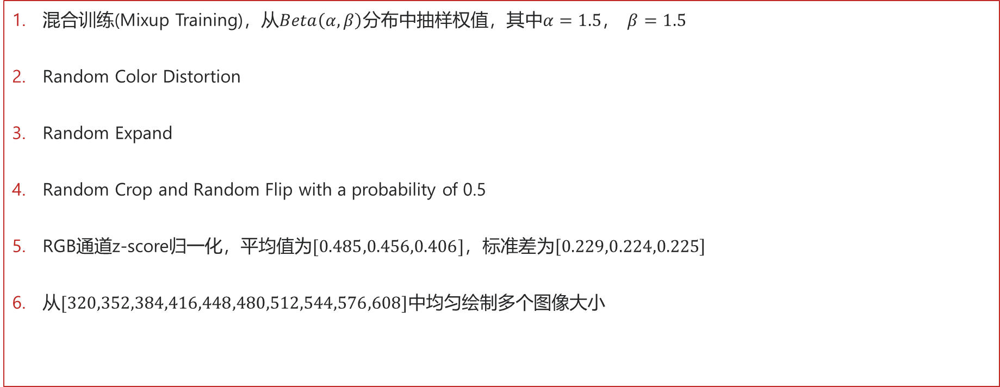 1. 混合训练(Mixup Training)，从Beta(α,β)分布中抽样权值，其中α = 1.5， β = 1.5
2. Random Color Distortion
3. Random Expand
4. Random Crop and Random Flip with a probability of 0.5
5. RGB通道z-score归一化，平均值为[0.485,0.456,0.406]，标准差为[0.229,0.224,0.225]
6. 从[320,352,384,416,448,480,512,544,576,608]中均匀绘制多个图像大小